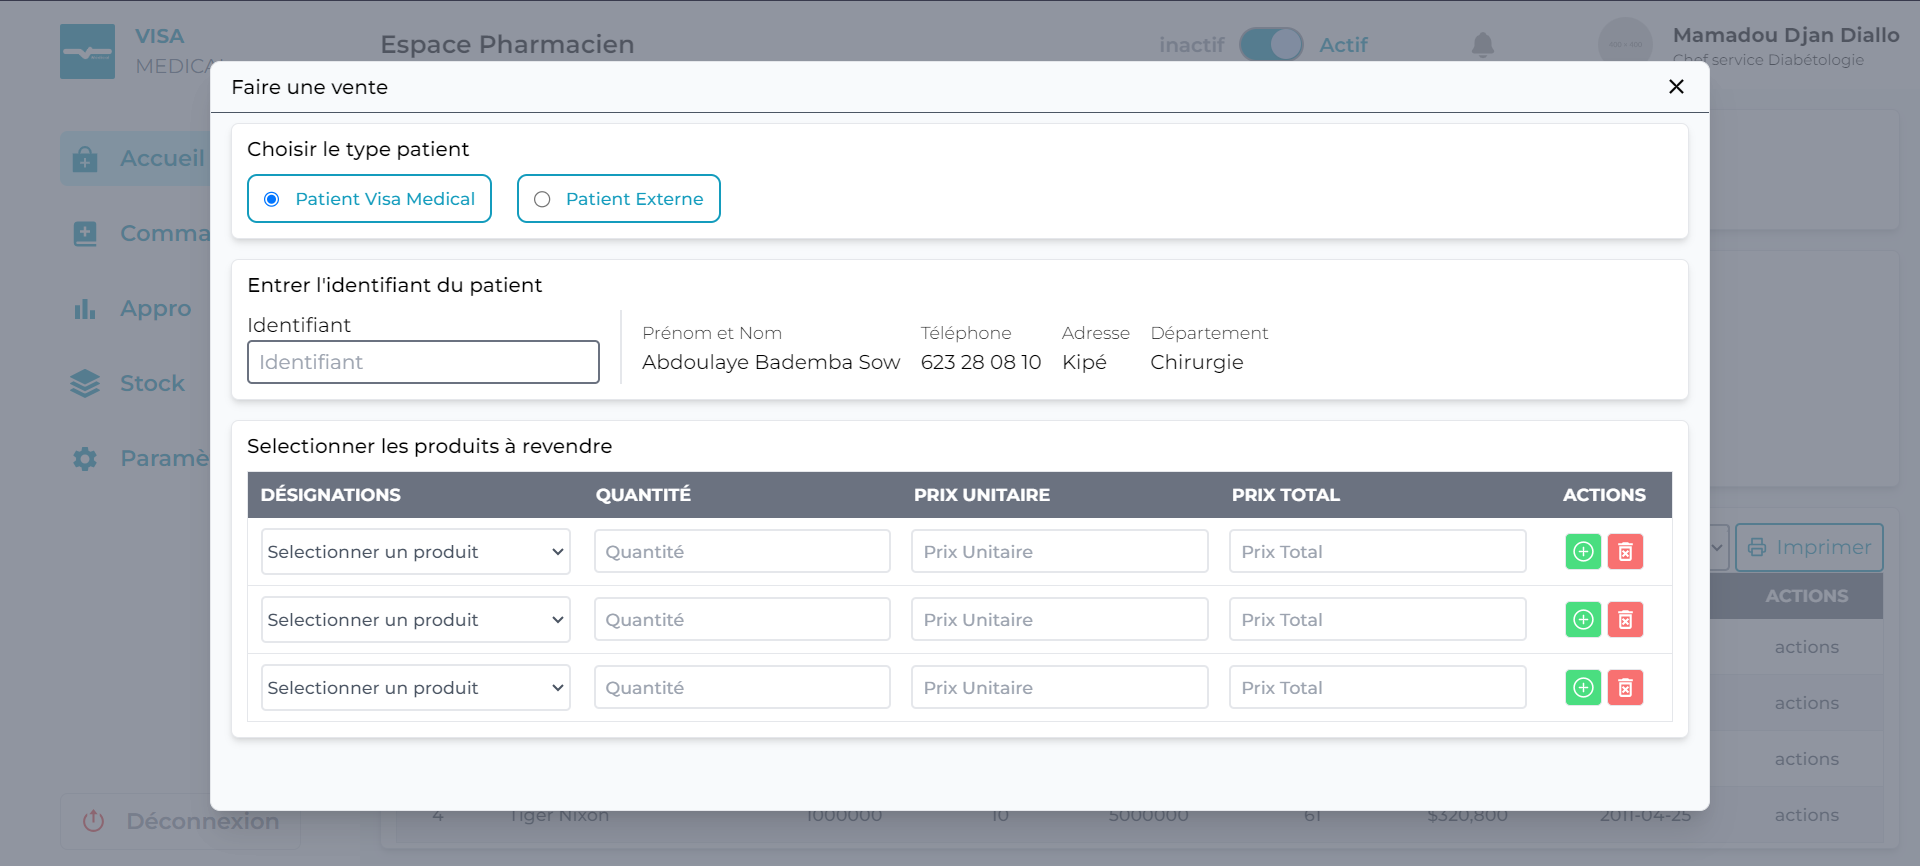 VISA
MEDICAL
Espace Pharmacien
inactif
Actif
Mamadou Djan Diallo
Chef service Diabétologie
Accueil
Comma
Appro
Stock
Paramè
Déconnexion
Faire une vente
Choisir le type patient
Patient Visa Medical
Patient Externe
Entrer l'identifiant du patient
Identifiant
Identifiant
Prénom et Nom Téléphone Adresse Département
Abdoulaye Bademba Sow 623 28 08 10 Kipé Chirurgie
Selectionner les produits à revendre
DÉSIGNATIONS QUANTITÉ PRIX UNITAIRE PRIX TOTAL ACTIONS
Selectionner un produit Quantité Prix Unitaire Prix Total
Selectionner un produit Quantité Prix Unitaire Prix Total
Selectionner un produit Quantité Prix Unitaire Prix Total
Imprimer
ACTIONS
actions
actions
actions
4 Tiger Nixon 1000000 10 5000000 61 $320,800 2011-04-25 actions